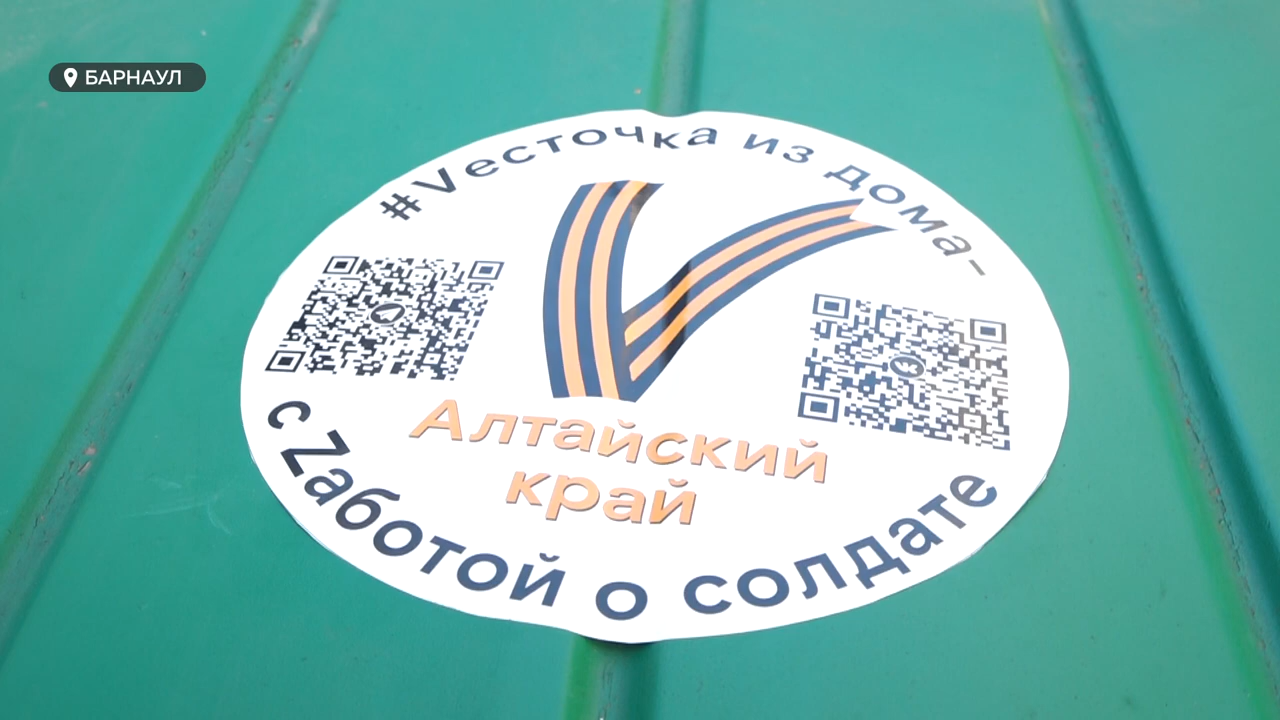 БАРНАУЛ
#Vесточка из дома-
Алтайский
край
с Zаботой о солдате